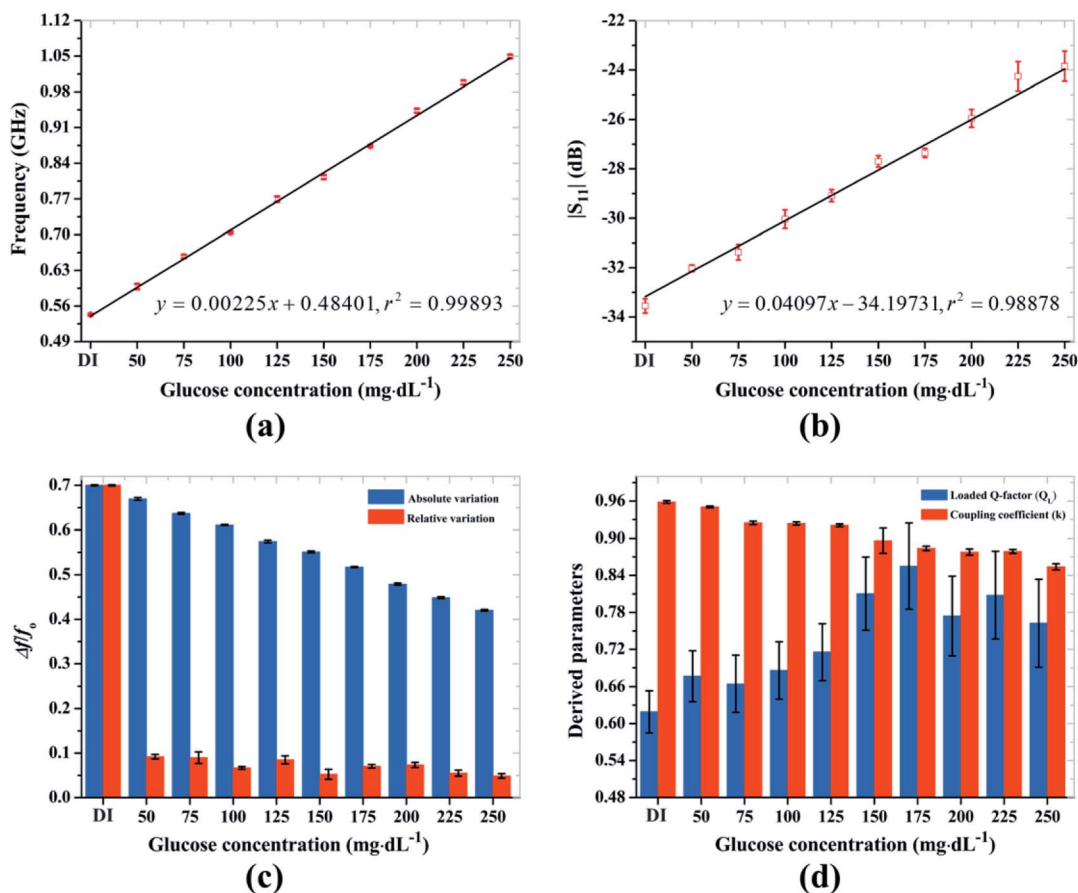 1.12
1.05
0.98
0.91
0.84
0.77
0.70
0.63
0.56
0.49
Frequency (GHz)
y = 0.00225x + 0.48401, r² = 0.99893
DI 50 75 100 125 150 175 200 225 250
Glucose concentration (mg·dL⁻¹)
(a)
-24
-26
-28
-30
-32
-34
|S₁₁| (dB)
y = 0.04097x − 34.19731, r² = 0.98878
DI 50 75 100 125 150 175 200 225 250
Glucose concentration (mg·dL⁻¹)
(b)
0.7
0.6
0.5
0.4
0.3
0.2
0.1
0.0
Δf/fₒ
Absolute variation
Relative variation
DI 50 75 100 125 150 175 200 225 250
Glucose concentration (mg·dL⁻¹)
(c)
0.96
0.90
0.84
0.78
0.72
0.66
0.60
0.54
0.48
Derived parameters
Loaded Q-factor (Q_L)
Coupling coefficient (k)
DI 50 75 100 125 150 175 200 225 250
Glucose concentration (mg·dL⁻¹)
(d)